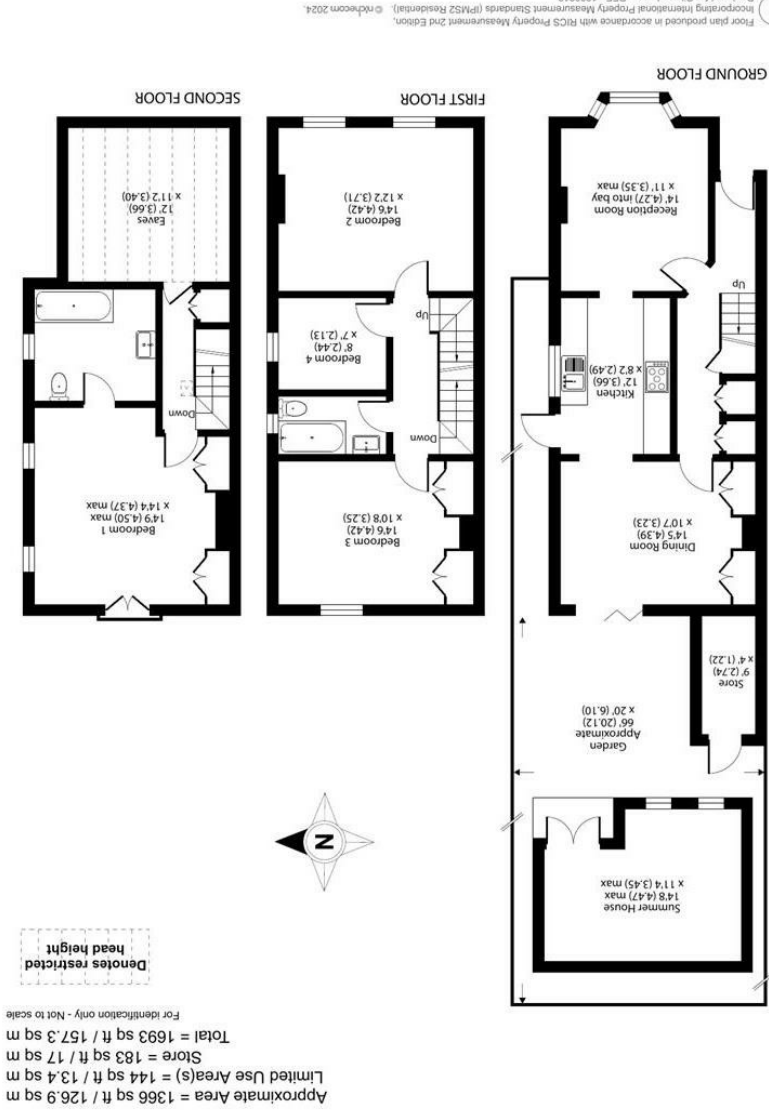 Approximate Area = 1366 sq ft / 126.9 sq m
Limited Use Area(s) = 144 sq ft / 13.4 sq m
Store = 183 sq ft / 17 sq m
Total = 1693 sq ft / 157.3 sq m
For identification only - Not to scale
Denotes restricted
head height
N
Summer House
14'8 (4.47) max
x 11'4 (3.45) max
Garden
Approximate
66' (20.12)
x 20' (6.10)
Store
9' (2.74)
x 4' (1.22)
Dining Room
14'5 (4.39)
x 10'7 (3.23)
Kitchen
12' (3.66)
x 8'2 (2.49)
Up
Reception Room
14' (4.27) into bay
x 11' (3.35) max
GROUND FLOOR
Bedroom 3
14'6 (4.42)
x 10'8 (3.25)
Down
Bedroom 4
8' (2.44)
x 7' (2.13)
Up
Bedroom 2
14'6 (4.42)
x 12'2 (3.71)
FIRST FLOOR
Bedroom 1
14'9 (4.50) max
x 14'4 (4.37) max
Down
Eaves
12' (3.66)
x 11'2 (3.40)
SECOND FLOOR
Floor plan produced in accordance with RICS Property Measurement 2nd Edition,
Incorporating International Property Measurement Standards (IPMS2 Residential). © nichecom 2024.